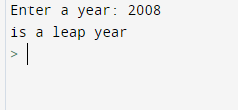 Enter a year: 2008
is a leap year
>